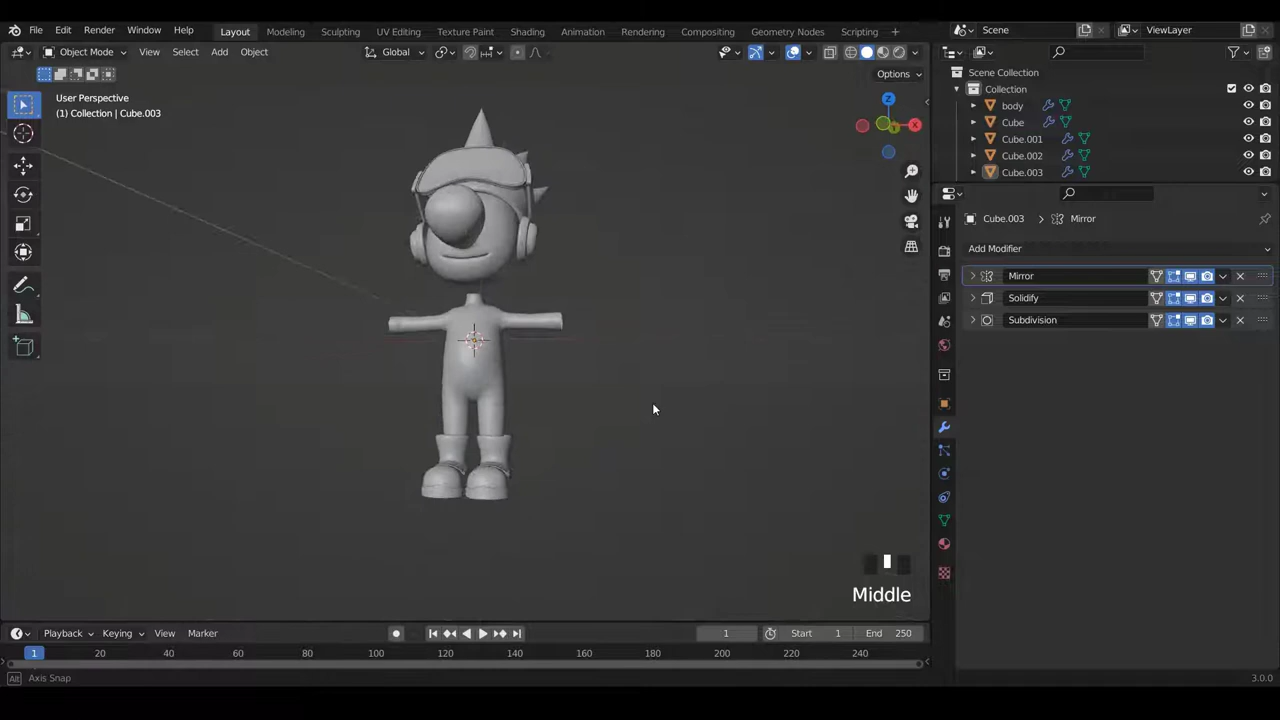 File Edit Render Window Help Layout Modeling Sculpting UV Editing Texture Paint Shading Animation Rendering Compositing Geometry Nodes Scripting + Scene ViewLayer
Object Mode View Select Add Object Global
Options
User Perspective
(1) Collection | Cube.003
Z
X
Y
Scene Collection
Collection
body
Cube
Cube.001
Cube.002
Cube.003
Cube.003 > Mirror
Add Modifier
Mirror
Solidify
Subdivision
Middle
Playback Keying View Marker 1 Start 1 End 250
1 20 40 60 80 100 120 140 160 180 200 220 240
Alt Axis Snap 3.0.0